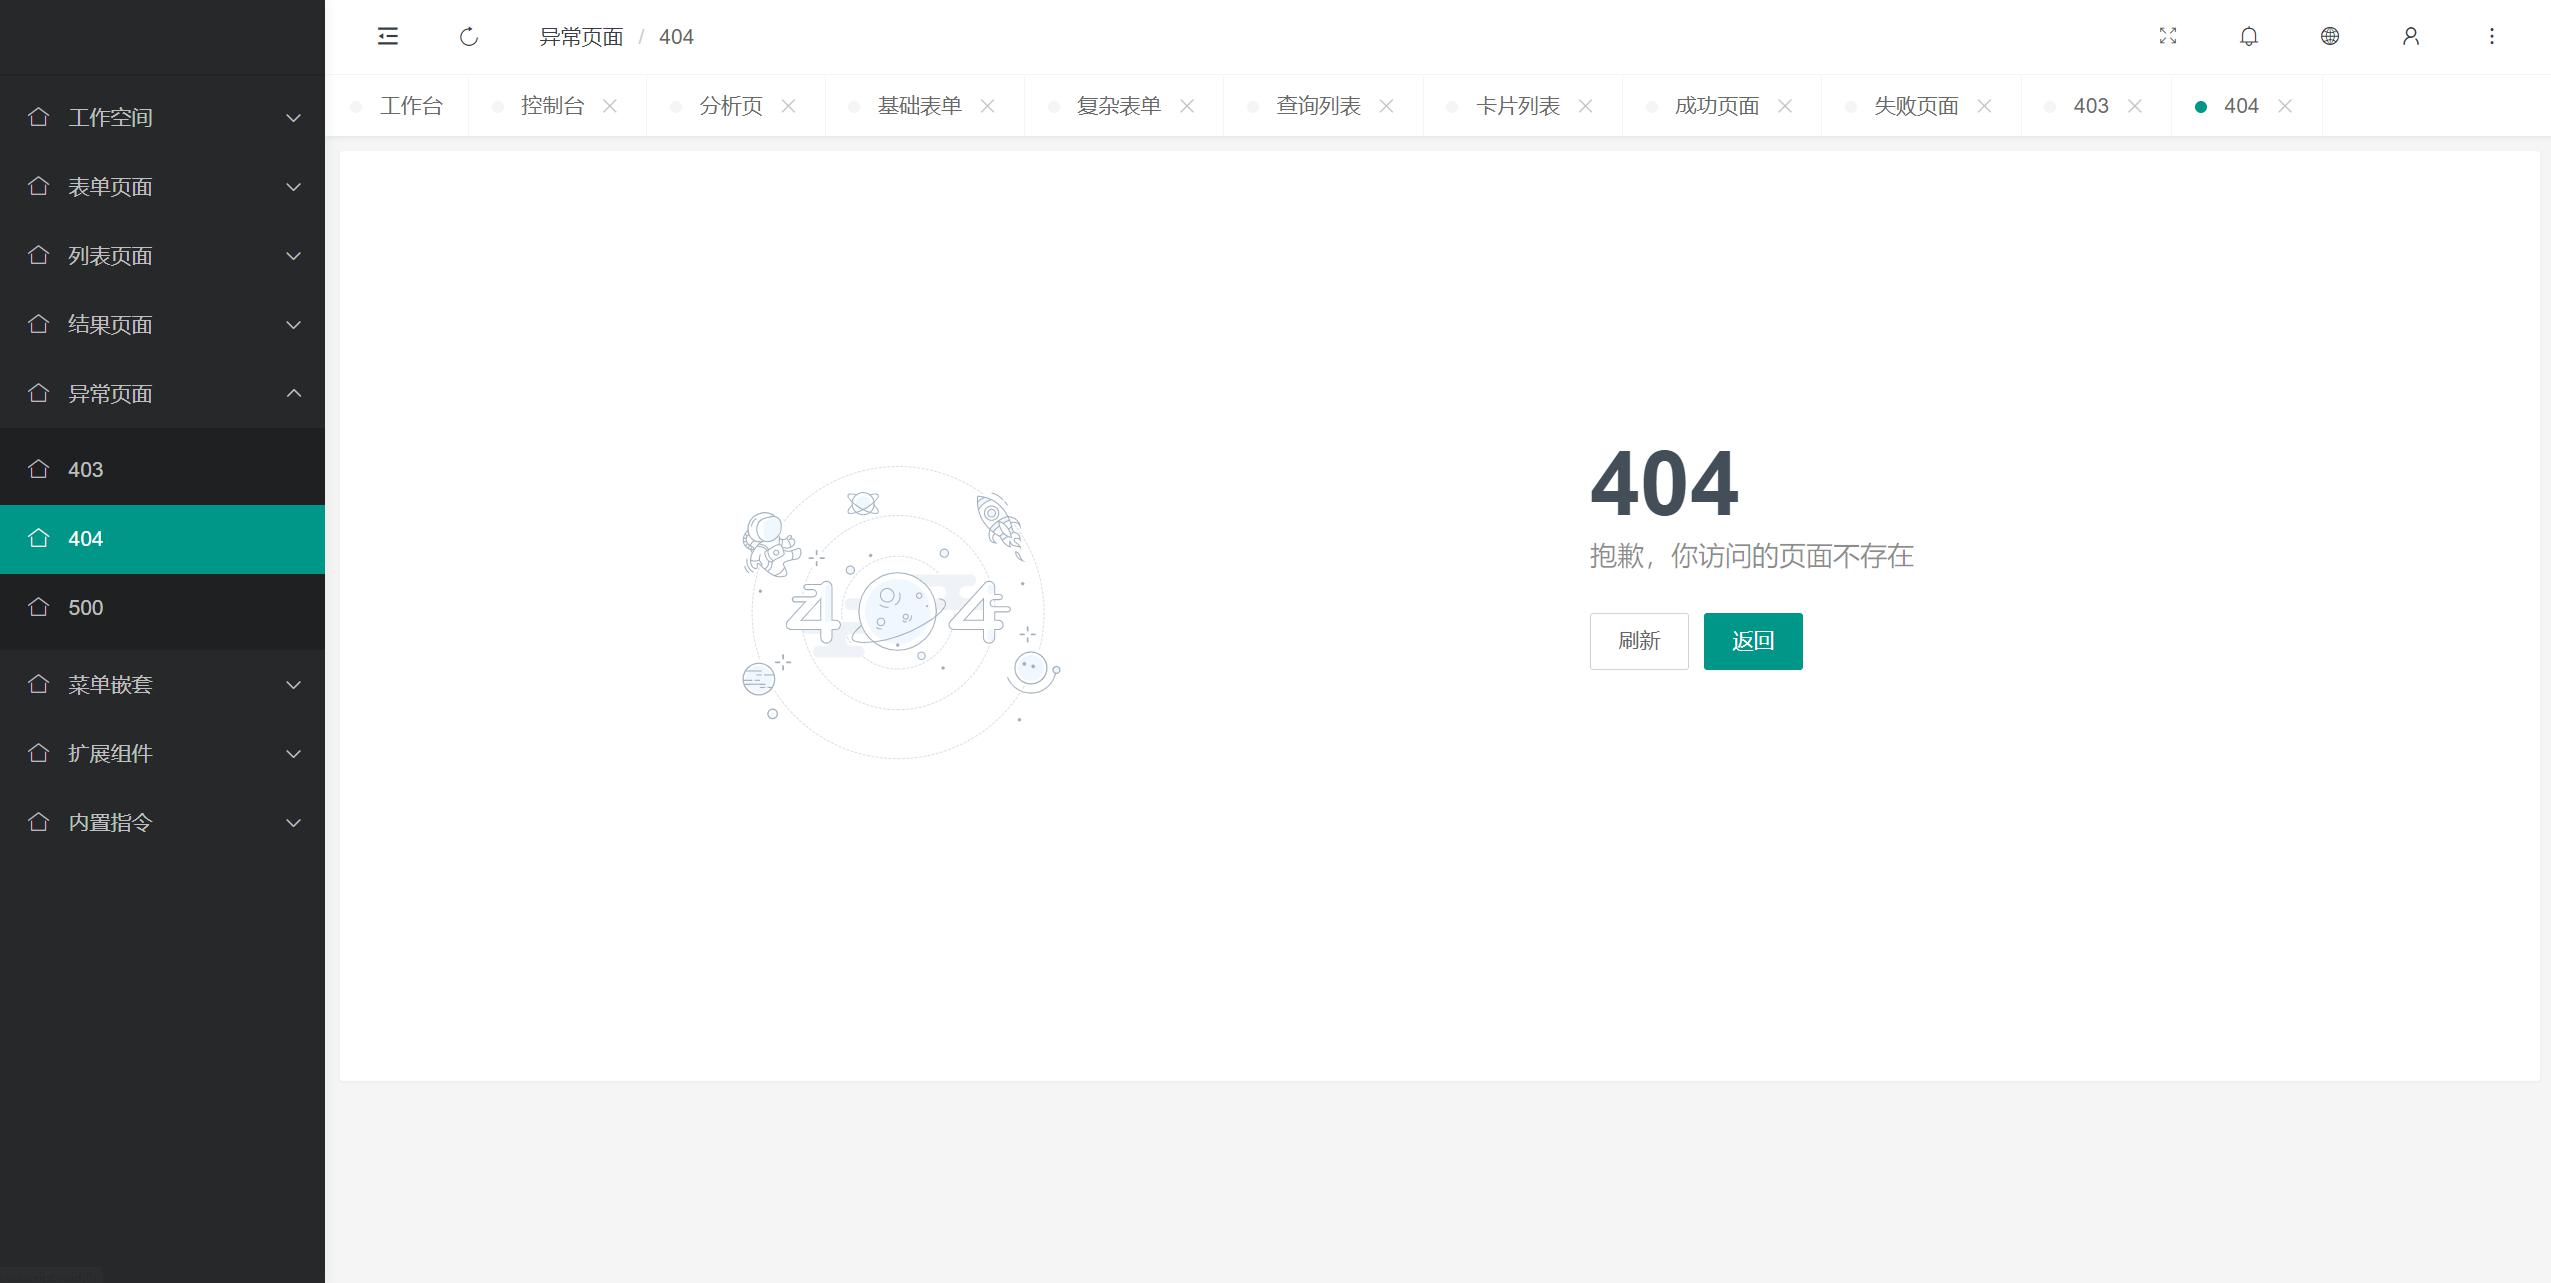 异常页面 / 404
工作台
控制台
分析页
基础表单
复杂表单
查询列表
卡片列表
成功页面
失败页面
403
404
工作空间
表单页面
列表页面
结果页面
异常页面
403
404
500
菜单嵌套
扩展组件
内置指令
404
404
抱歉，你访问的页面不存在
刷新
返回